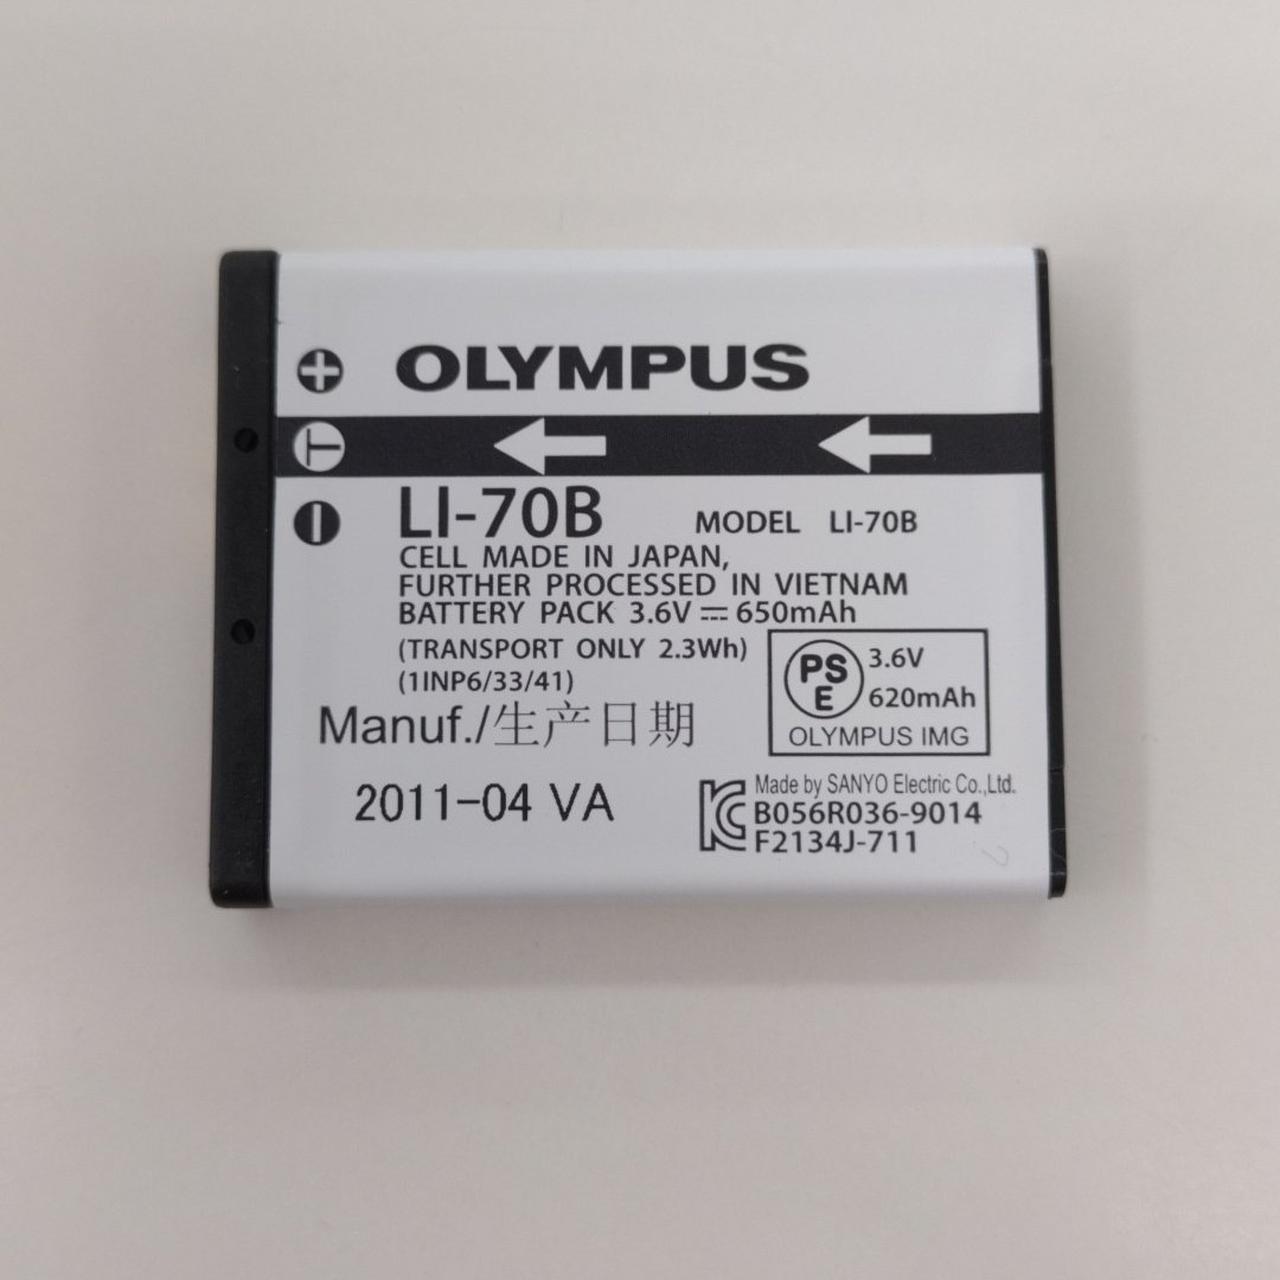 OLYMPUS
T
LI-70B MODEL LI-70B
CELL MADE IN JAPAN,
FURTHER PROCESSED IN VIETNAM
BATTERY PACK 3.6V ⎓ 650mAh
(TRANSPORT ONLY 2.3Wh)
(1INP6/33/41)
PS E 3.6V
620mAh
OLYMPUS IMG
Manuf./生产日期
2011-04 VA
Made by SANYO Electric Co.,Ltd.
B056R036-9014
F2134J-711